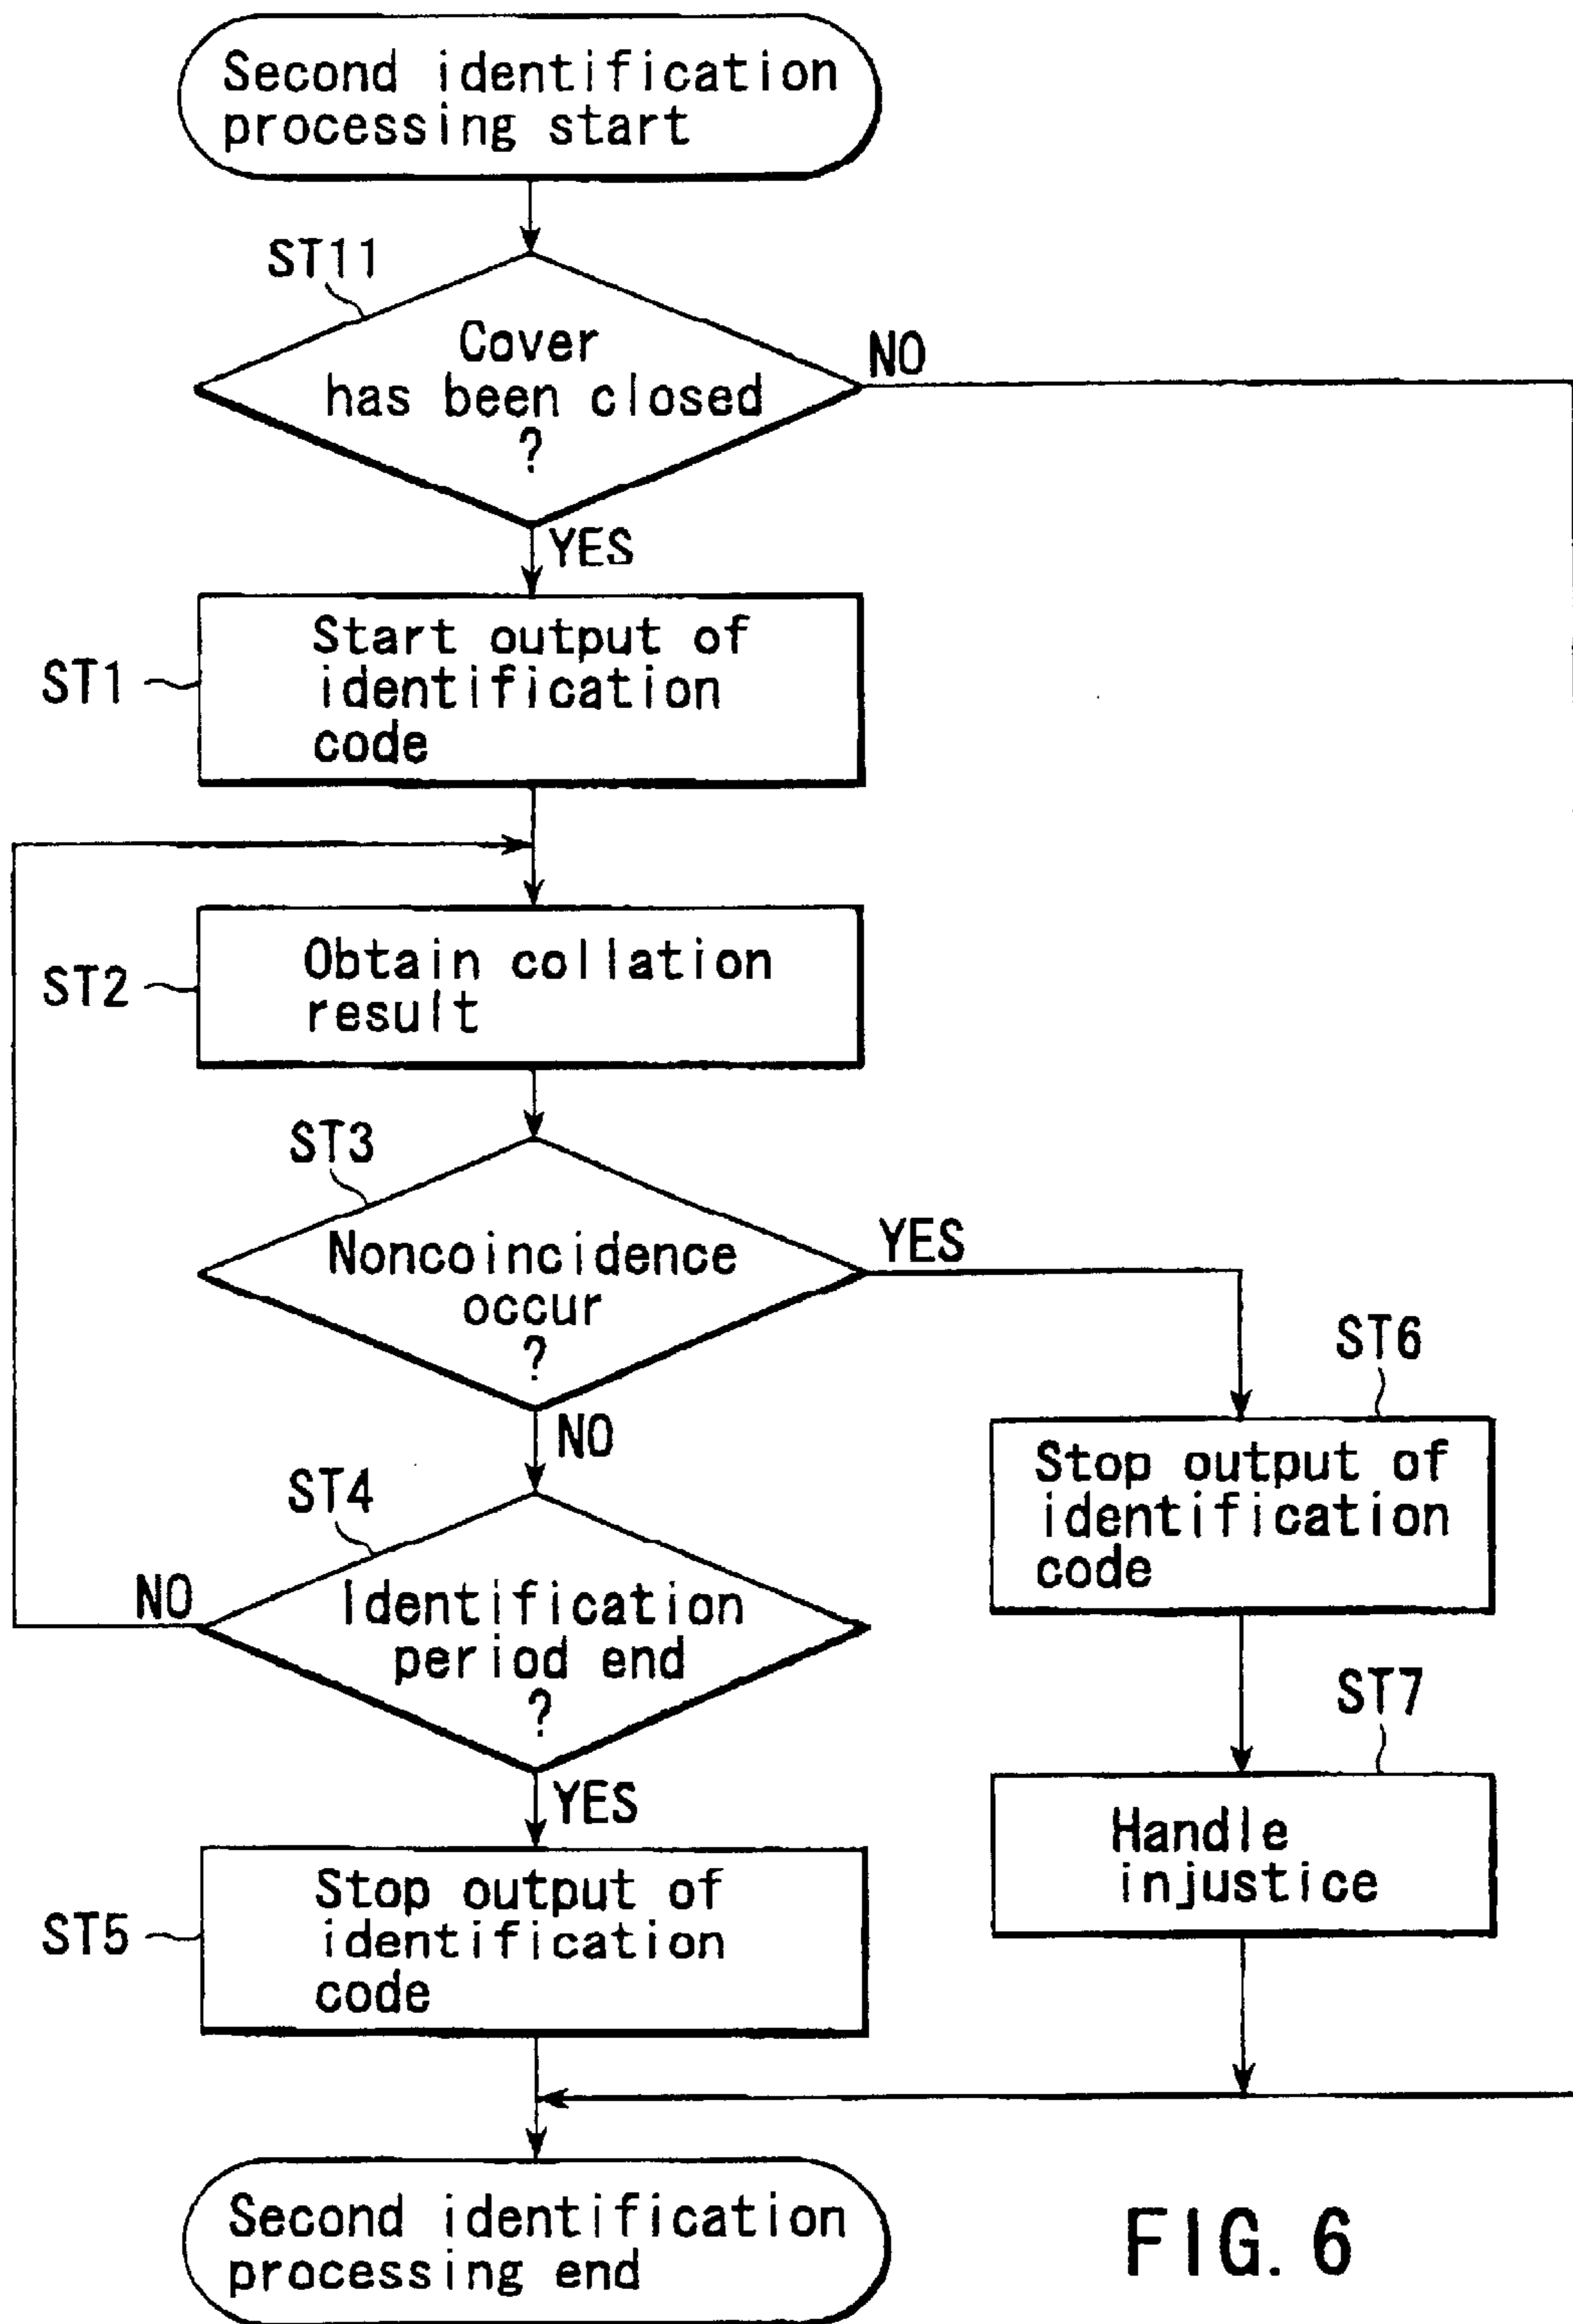 Second identification
processing start
ST11
Cover
has been closed
?
NO
YES
ST1
Start output of
identification
code
ST2
Obtain collation
result
ST3
Noncoincidence
occur
?
YES
NO
ST6
Stop output of
identification
code
ST4
Identification
period end
?
NO
YES
ST7
Handle
injustice
ST5
Stop output of
identification
code
Second identification
processing end
FIG. 6